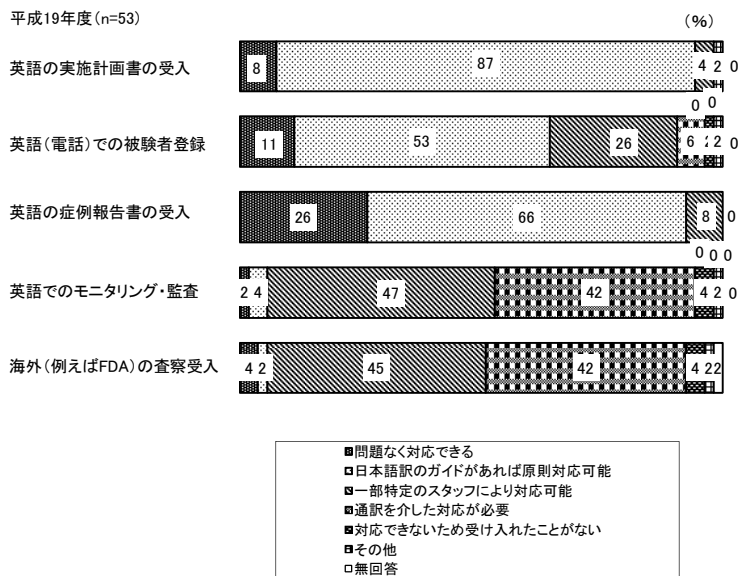 平成19年度(n=53)
(%)
英語の実施計画書の受入
8 87 4 2 0
0 0
英語(電話)での被験者登録
11 53 26 6 2 2 0
英語の症例報告書の受入
26 66 8 0
0 0 0
英語でのモニタリング・監査
2 4 47 42 4 2 0
海外(例えばFDA)の査察受入
4 2 45 42 4 2 2
問題なく対応できる
日本語訳のガイドがあれば原則対応可能
一部特定のスタッフにより対応可能
通訳を介した対応が必要
対応できないため受け入れたことがない
その他
無回答